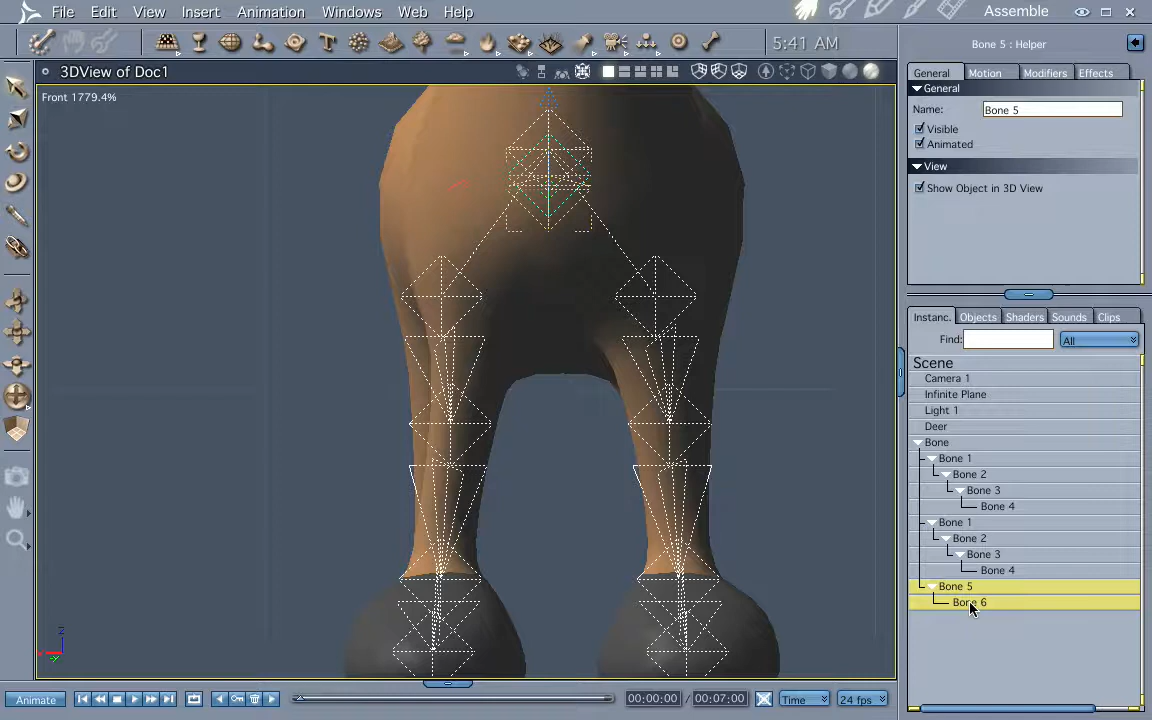 File Edit View Insert Animation Windows Web Help Assemble
5:41 AM
Bone 5 : Helper
3DView of Doc1
Front 1779.4%
General Motion Modifiers Effects
General
Name: Bone 5
Visible
Animated
View
Show Object in 3D View
Instanc. Objects Shaders Sounds Clips
Find: All
Scene
Camera 1
Infinite Plane
Light 1
Deer
Bone
Bone 1
Bone 2
Bone 3
Bone 4
Bone 1
Bone 2
Bone 3
Bone 4
Bone 5
Bone 6
Z
Animate 00:00:00 / 00:07:00 Time 24 fps